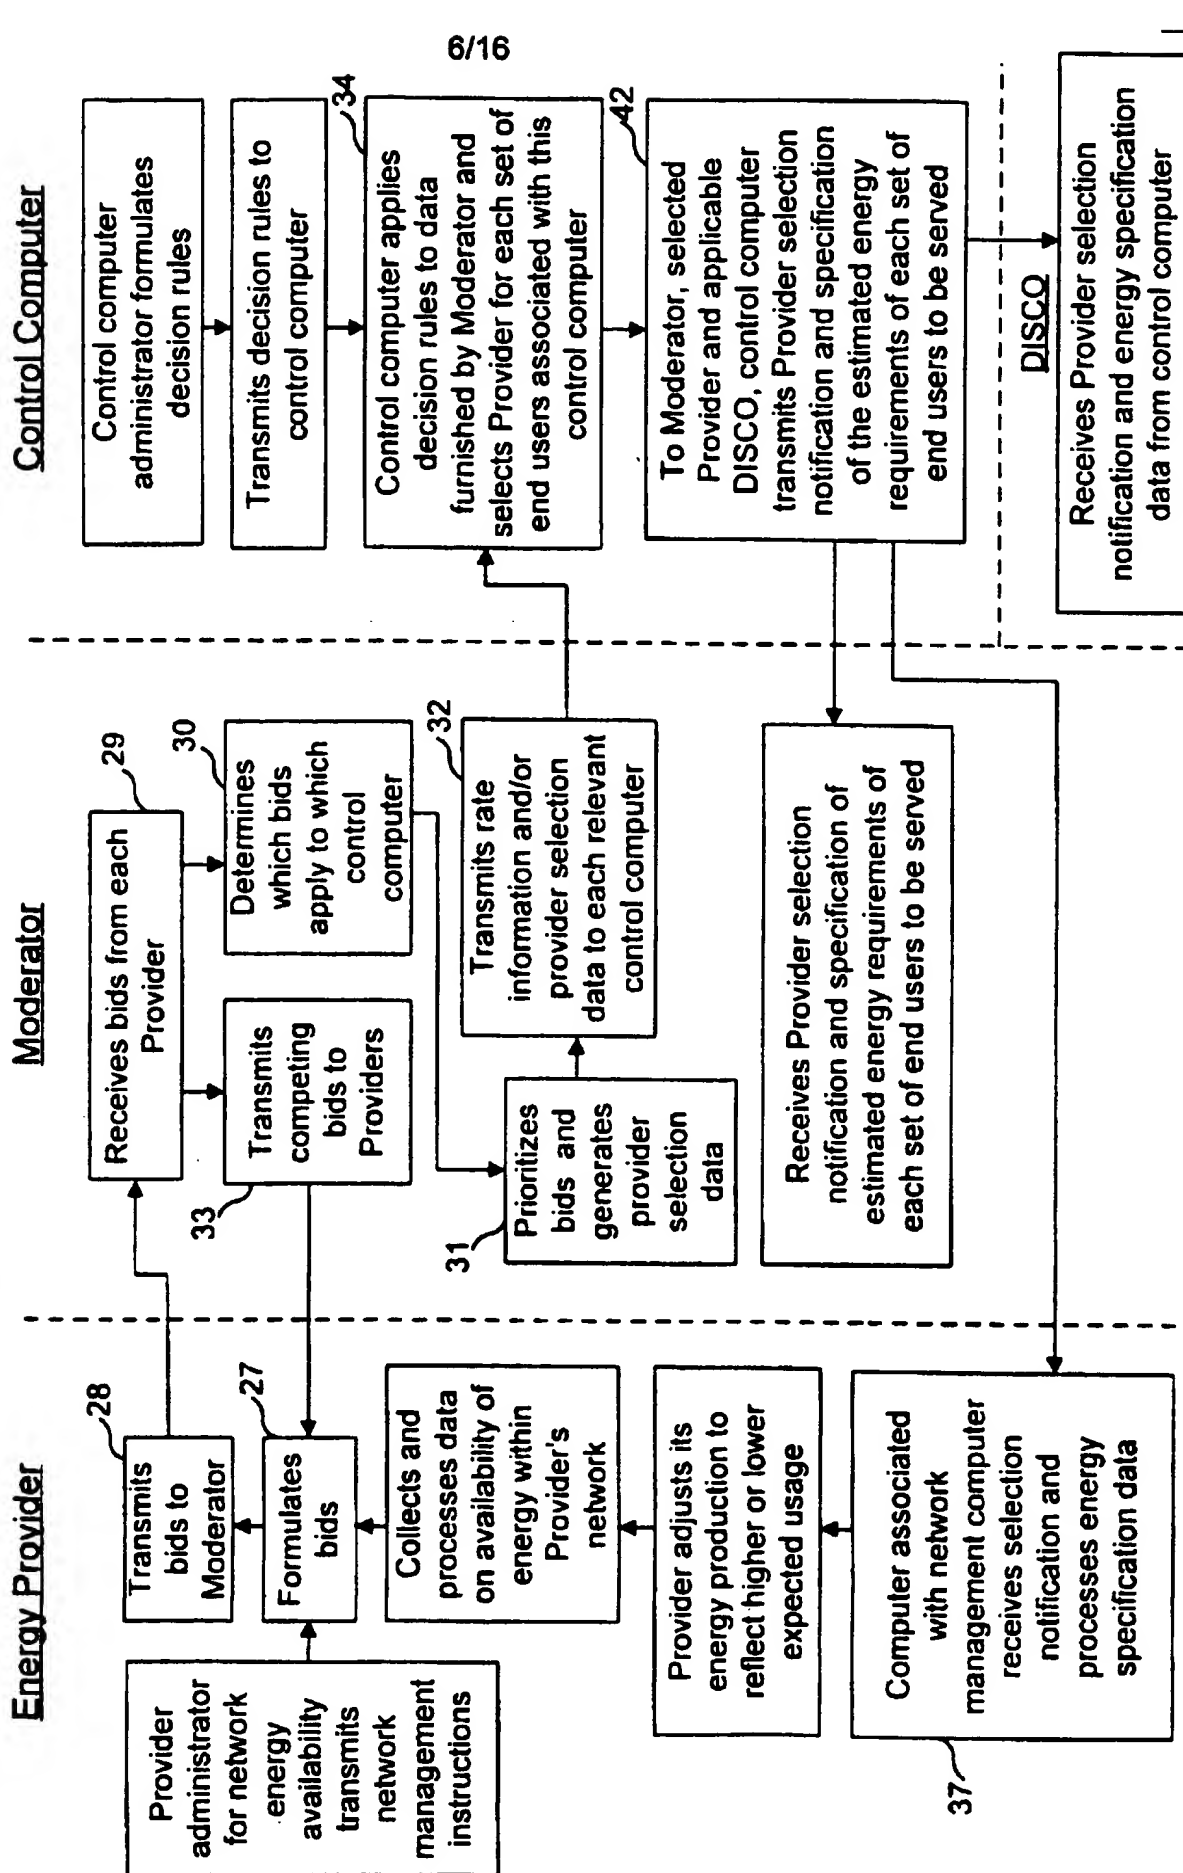 6/16
Energy Provider
Moderator
Control Computer
Provider
administrator
for network
energy
availability
transmits
network
management
instructions
28
Transmits
bids to
Moderator
27
Formulates
bids
Collects and
processes data
on availability of
energy within
Provider's
network
Provider adjusts its
energy production to
reflect higher or lower
expected usage
Computer associated
with network
management computer
receives selection
notification and
processes energy
specification data
37
29
Receives bids from each
Provider
33
Transmits
competing
bids to
Providers
30
Determines
which bids
apply to which
control
computer
31
Prioritizes
bids and
generates
provider
selection
data
32
Transmits rate
information and/or
provider selection
data to each relevant
control computer
Receives Provider selection
notification and specification of
estimated energy requirements of
each set of end users to be served
Control computer
administrator formulates
decision rules
Transmits decision rules to
control computer
34
Control computer applies
decision rules to data
furnished by Moderator and
selects Provider for each set of
end users associated with this
control computer
42
To Moderator, selected
Provider and applicable
DISCO, control computer
transmits Provider selection
notification and specification
of the estimated energy
requirements of each set of
end users to be served
DISCO
Receives Provider selection
notification and energy specification
data from control computer